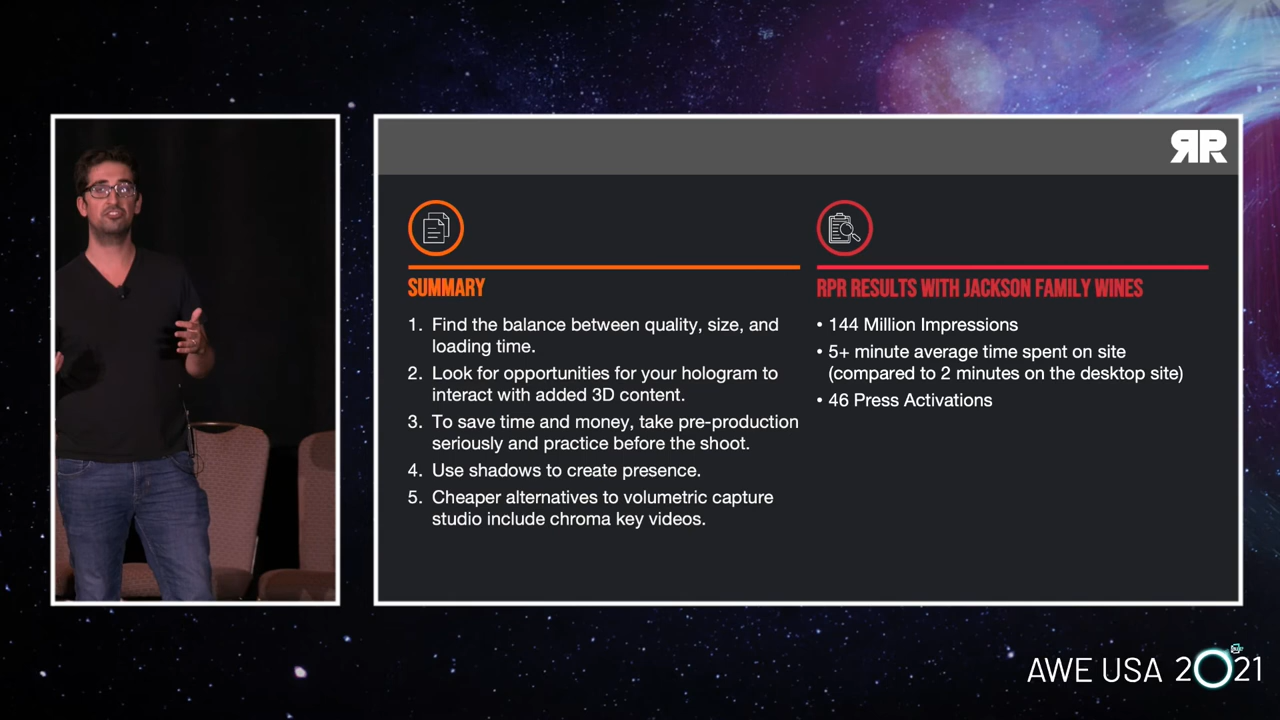 RR
SUMMARY
1. Find the balance between quality, size, and
loading time.
2. Look for opportunities for your hologram to
interact with added 3D content.
3. To save time and money, take pre-production
seriously and practice before the shoot.
4. Use shadows to create presence.
5. Cheaper alternatives to volumetric capture
studio include chroma key videos.
RPR RESULTS WITH JACKSON FAMILY WINES
• 144 Million Impressions
• 5+ minute average time spent on site
(compared to 2 minutes on the desktop site)
• 46 Press Activations
AWE USA 2021